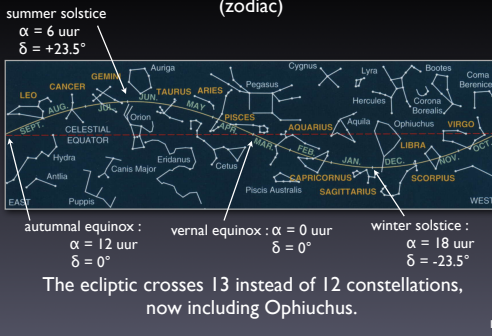 (zodiac)
summer solstice
α = 6 uur
δ = +23.5°
Auriga
Cygnus
Lyra
Bootes
Coma
Berenice
GEMINI
CANCER
LEO
TAURUS
ARIES
Pegasus
Hercules
Corona
Borealis
JUN.
JUL.
MAY
AUG.
Orion
PISCES
Aquila
Ophiuchus
VIRGO
SEPT.
CELESTIAL
EQUATOR
APR.
AQUARIUS
LIBRA
MAR.
FEB.
JAN.
DEC.
NOV.
OCT.
Hydra
Eridanus
Cetus
Canis Major
CAPRICORNUS
SCORPIUS
Antlia
Piscis Australis
SAGITTARIUS
EAST
Puppis
WEST
autumnal equinox :
α = 12 uur
δ = 0°
vernal equinox : α = 0 uur
δ = 0°
winter solstice :
α = 18 uur
δ = -23.5°
The ecliptic crosses 13 instead of 12 constellations,
now including Ophiuchus.